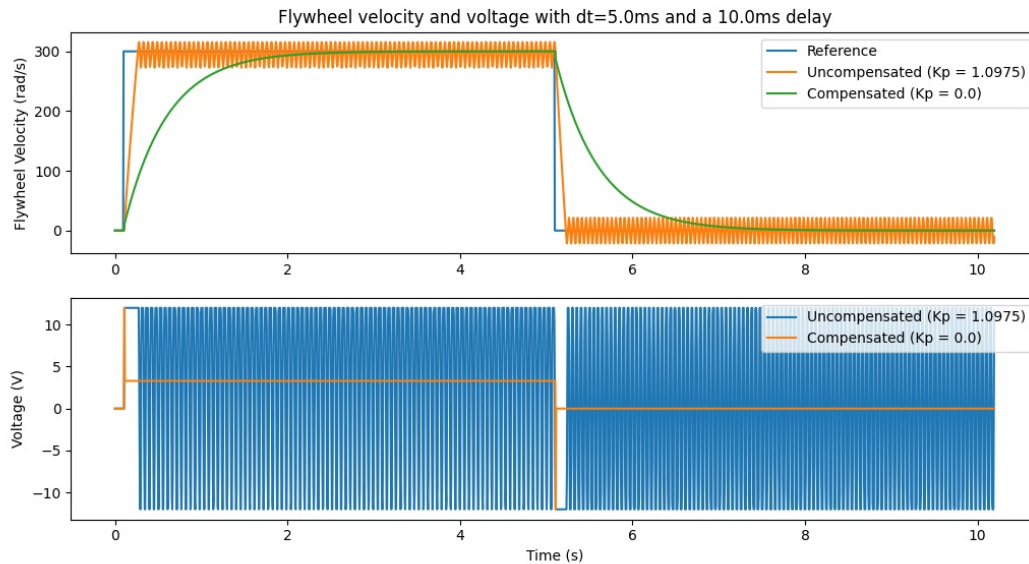 Flywheel velocity and voltage with dt=5.0ms and a 10.0ms delay
Flywheel Velocity (rad/s)
300
200
100
0
Reference
Uncompensated (Kp = 1.0975)
Compensated (Kp = 0.0)
0 2 4 6 8 10
Voltage (V)
10
5
0
−5
−10
Uncompensated (Kp = 1.0975)
Compensated (Kp = 0.0)
0 2 4 6 8 10
Time (s)